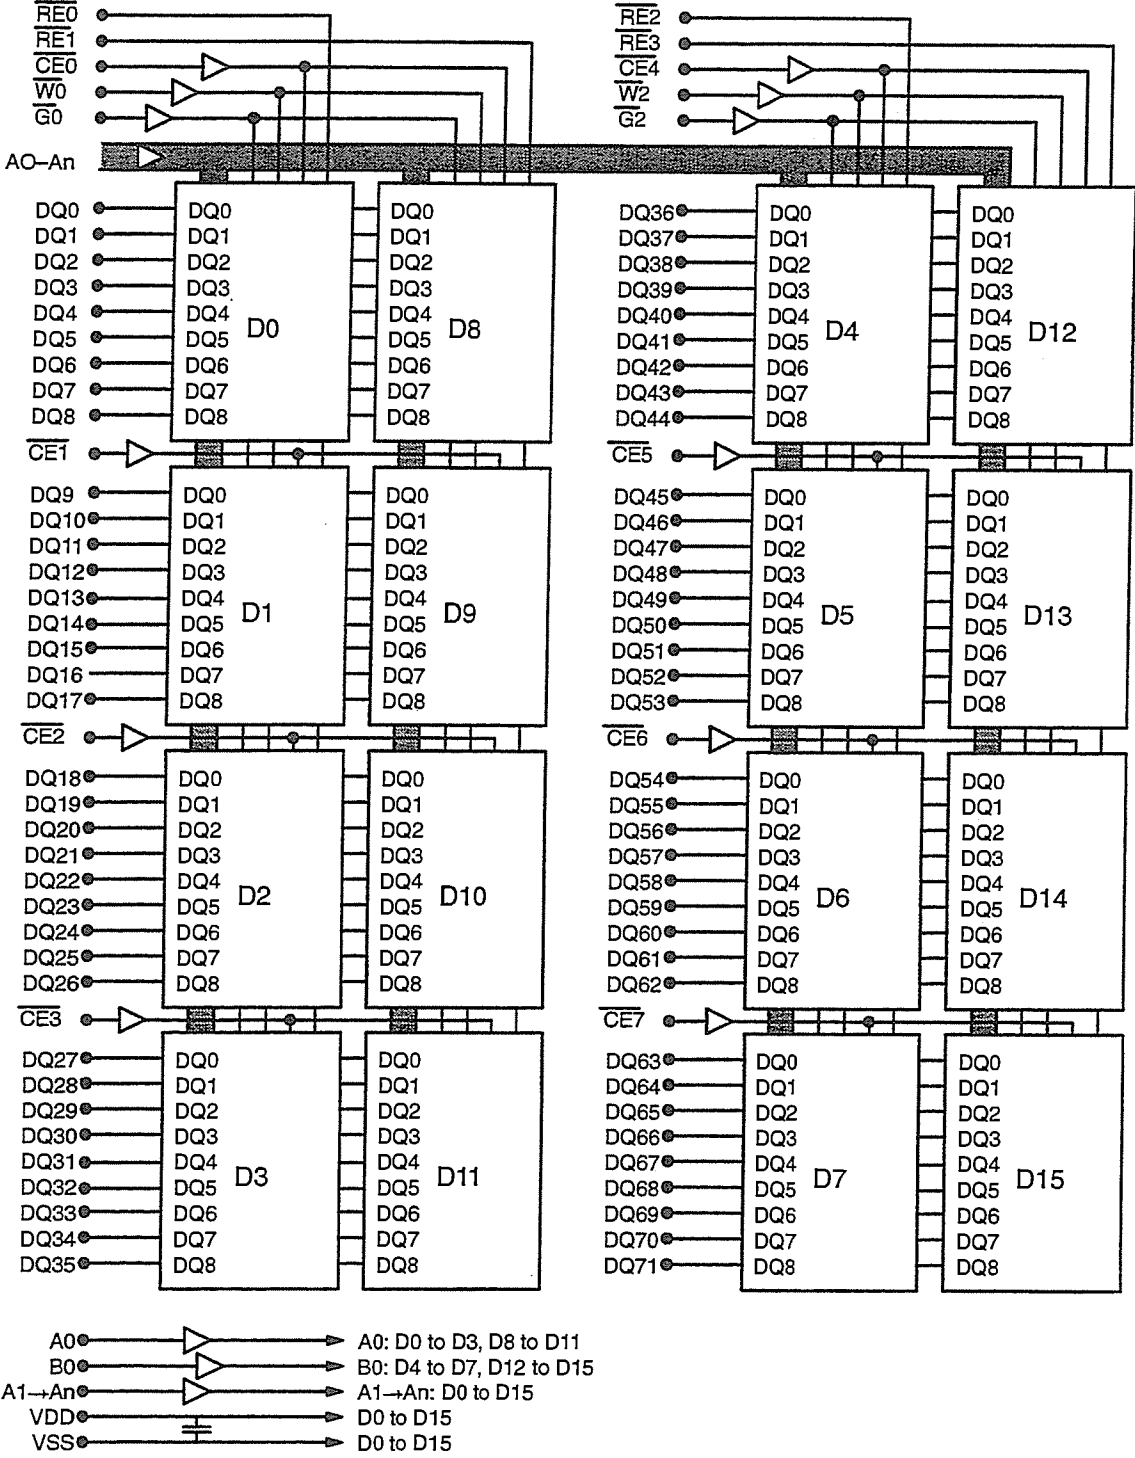 RE0
RE1
CE0
W0
G0
AO–An
RE2
RE3
CE4
W2
G2
DQ0 DQ0 DQ0
DQ1 DQ1 DQ1
DQ2 DQ2 DQ2
DQ3 DQ3 DQ3
DQ4 DQ4 DQ4
DQ5 DQ5 DQ5
DQ6 DQ6 DQ6
DQ7 DQ7 DQ7
DQ8 DQ8 DQ8
D0 D8
DQ36 DQ0 DQ0
DQ37 DQ1 DQ1
DQ38 DQ2 DQ2
DQ39 DQ3 DQ3
DQ40 DQ4 DQ4
DQ41 DQ5 DQ5
DQ42 DQ6 DQ6
DQ43 DQ7 DQ7
DQ44 DQ8 DQ8
D4 D12
CE1
DQ9 DQ0 DQ0
DQ10 DQ1 DQ1
DQ11 DQ2 DQ2
DQ12 DQ3 DQ3
DQ13 DQ4 DQ4
DQ14 DQ5 DQ5
DQ15 DQ6 DQ6
DQ16 DQ7 DQ7
DQ17 DQ8 DQ8
D1 D9
CE5
DQ45 DQ0 DQ0
DQ46 DQ1 DQ1
DQ47 DQ2 DQ2
DQ48 DQ3 DQ3
DQ49 DQ4 DQ4
DQ50 DQ5 DQ5
DQ51 DQ6 DQ6
DQ52 DQ7 DQ7
DQ53 DQ8 DQ8
D5 D13
CE2
DQ18 DQ0 DQ0
DQ19 DQ1 DQ1
DQ20 DQ2 DQ2
DQ21 DQ3 DQ3
DQ22 DQ4 DQ4
DQ23 DQ5 DQ5
DQ24 DQ6 DQ6
DQ25 DQ7 DQ7
DQ26 DQ8 DQ8
D2 D10
CE6
DQ54 DQ0 DQ0
DQ55 DQ1 DQ1
DQ56 DQ2 DQ2
DQ57 DQ3 DQ3
DQ58 DQ4 DQ4
DQ59 DQ5 DQ5
DQ60 DQ6 DQ6
DQ61 DQ7 DQ7
DQ62 DQ8 DQ8
D6 D14
CE3
DQ27 DQ0 DQ0
DQ28 DQ1 DQ1
DQ29 DQ2 DQ2
DQ30 DQ3 DQ3
DQ31 DQ4 DQ4
DQ32 DQ5 DQ5
DQ33 DQ6 DQ6
DQ34 DQ7 DQ7
DQ35 DQ8 DQ8
D3 D11
CE7
DQ63 DQ0 DQ0
DQ64 DQ1 DQ1
DQ65 DQ2 DQ2
DQ66 DQ3 DQ3
DQ67 DQ4 DQ4
DQ68 DQ5 DQ5
DQ69 DQ6 DQ6
DQ70 DQ7 DQ7
DQ71 DQ8 DQ8
D7 D15
A0 A0: D0 to D3, D8 to D11
B0 B0: D4 to D7, D12 to D15
A1→An A1→An: D0 to D15
VDD D0 to D15
VSS D0 to D15